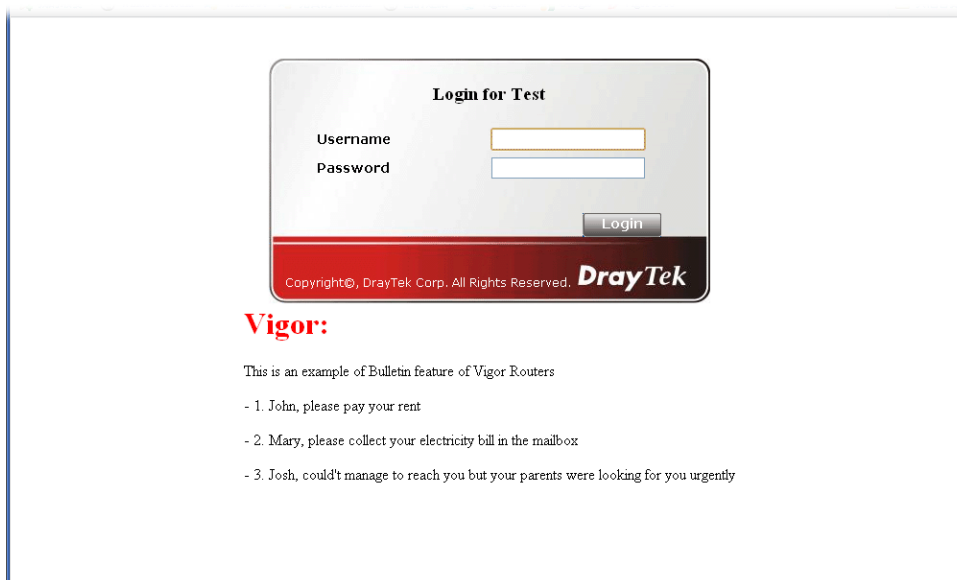 Login for Test
Username
Password
Login
Copyright©, DrayTek Corp. All Rights Reserved. DrayTek
Vigor:
This is an example of Bulletin feature of Vigor Routers
- 1. John, please pay your rent
- 2. Mary, please collect your electricity bill in the mailbox
- 3. Josh, could't manage to reach you but your parents were looking for you urgently